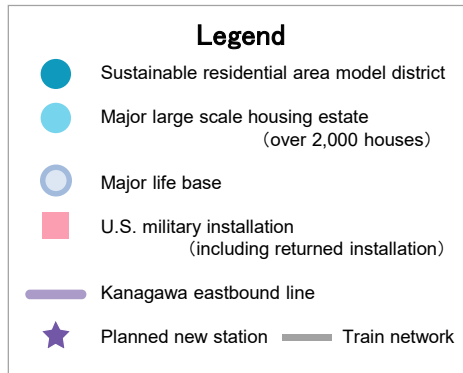 Legend
Sustainable residential area model district
Major large scale housing estate
（over 2,000 houses）
Major life base
U.S. military installation
（including returned installation）
Kanagawa eastbound line
Planned new station
Train network